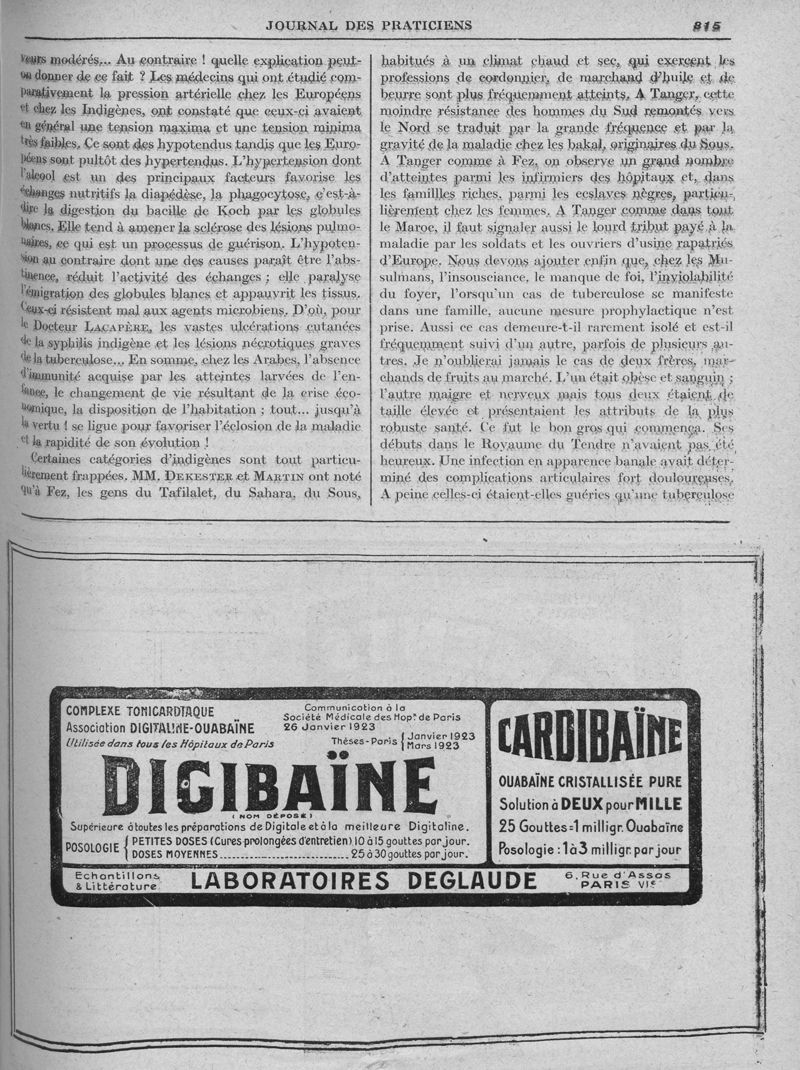 JOURNAL DES PRATICIENS
815
veurs modérés... Au contraire ! quelle explication peut-
on donner de ce fait ? Les médecins qui ont étudié com-
parativement la pression artérielle chez les Européens
et chez les Indigènes, ont constaté que ceux-ci avaient
en général une tension maxima et une tension minima
très faibles. Ce sont des hypotendus tandis que les Euro-
péens sont pultôt des hypertendus. L'hypertension dont
l'alcool est un des principaux facteurs favorise les
échanges nutritifs la diapédèse, la phagocytose, c'est-à-
dire la digestion du bacille de Koch par les globules
blancs. Elle tend à amener la sclérose des lésions pulmo-
naires, ce qui est un processus de guérison. L'hypoten-
sion au contraire dont une des causes paraît être l'abs-
tinence, réduit l'activité des échanges ; elle paralyse
l'émigration des globules blancs et appauvrit les tissus.
Ceux-ci résistent mal aux agents microbiens. D'où, pour
le Docteur LACAPÈRE, les vastes ulcérations cutanées
de la syphilis indigène et les lésions nécrotiques graves
de la tuberculose... En somme, chez les Arabes, l'absence
d'immunité acquise par les atteintes larvées de l'en-
fance, le changement de vie résultant de la crise éco-
nomique, la disposition de l'habitation ; tout... jusqu'à
la vertu ! se ligue pour favoriser l'éclosion de la maladie
et la rapidité de son évolution !
Certaines catégories d'indigènes sont tout particu-
lièrement frappées. MM. DEKESTER et MARTIN ont noté
qu'à Fez, les gens du Tafilalet, du Sahara, du Sous,
habitués à un climat chaud et sec, qui exercent les
professions de cordonnier, de marchand d'huile et de
beurre sont plus fréquemment atteints. A Tanger, cette
moindre résistance des hommes du Sud remontés vers
le Nord se traduit par la grande fréquence et par la
gravité de la maladie chez les bakal, originaires du Sous.
A Tanger comme à Fez, on observe un grand nombre
d'atteintes parmi les infirmiers des hôpitaux et, dans
les famillles riches, parmi les esclaves nègres, particu-
lièrement chez les femmes. A Tanger comme dans tout
le Maroc, il faut signaler aussi le lourd tribut payé à la
maladie par les soldats et les ouvriers d'usine rapatriés
d'Europe. Nous devons ajouter enfin que, chez les Mu-
sulmans, l'insouciance, le manque de foi, l'inviolabilité
du foyer, l'orsqu'un cas de tuberculose se manifeste
dans une famille, aucune mesure prophylactique n'est
prise. Aussi ce cas demeure-t-il rarement isolé et est-il
fréquemment suivi d'un autre, parfois de plusieurs au-
tres. Je n'oublierai jamais le cas de deux frères, mar-
chands de fruits au marché. L'un était obèse et sanguin ;
l'autre maigre et nerveux mais tous deux étaient de
taille élevée et présentaient les attributs de la plus
robuste santé. Ce fut le bon gros qui commença. Ses
débuts dans le Royaume du Tendre n'avaient pas été
heureux. Une infection en apparence banale avait déter-
miné des complications articulaires fort douloureuses.
A peine celles-ci étaient-elles guéries qu'une tuberculose
COMPLEXE TONICARDIAQUE
Association DIGITALINE-OUABAÏNE
Utilisée dans tous les Hôpitaux de Paris
Communication à la
Société Médicale des Hop.x de Paris
26 Janvier 1923
Thèses-Paris { Janvier 1923
Mars 1923
DIGIBAÏNE
( NOM DÉPOSÉ )
Supérieure à toutes les préparations de Digitale et à la meilleure Digitaline.
POSOLOGIE { PETITES DOSES (Cures prolongées d'entretien) 10 à 15 gouttes par jour.
DOSES MOYENNES.............................25 à 30 gouttes par jour.
CARDIBAÏNE
OUABAÏNE CRISTALLISÉE PURE
Solution à DEUX pour MILLE
25 Gouttes=1 milligr. Ouabaïne
Posologie : 1 à 3 milligr. par jour
Echantillons
& Littérature
LABORATOIRES DEGLAUDE
6, Rue d'Assas
PARIS VIe